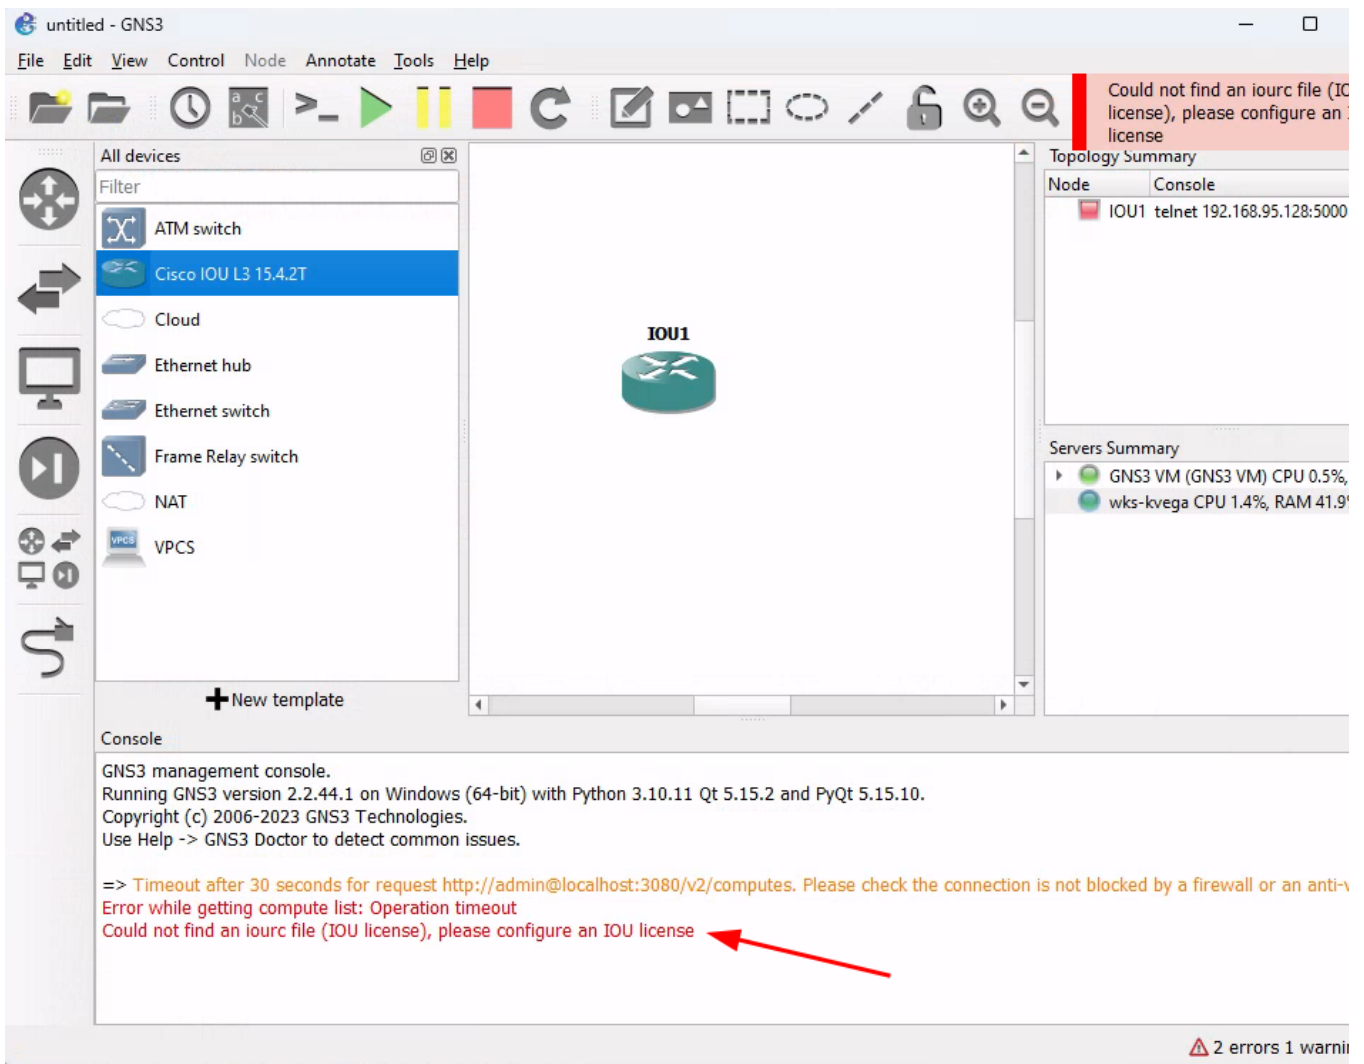 untitled - GNS3
File Edit View Control Node Annotate Tools Help
Could not find an iourc file (IO
license), please configure an
license
All devices
Filter
ATM switch
Cisco IOU L3 15.4.2T
Cloud
Ethernet hub
Ethernet switch
Frame Relay switch
NAT
VPCS
VPCS
New template
IOU1
Topology Summary
Node Console
IOU1 telnet 192.168.95.128:5000
Servers Summary
GNS3 VM (GNS3 VM) CPU 0.5%,
wks-kvega CPU 1.4%, RAM 41.9%
Console
GNS3 management console.
Running GNS3 version 2.2.44.1 on Windows (64-bit) with Python 3.10.11 Qt 5.15.2 and PyQt 5.15.10.
Copyright (c) 2006-2023 GNS3 Technologies.
Use Help -> GNS3 Doctor to detect common issues.
=> Timeout after 30 seconds for request http://admin@localhost:3080/v2/computes. Please check the connection is not blocked by a firewall or an anti-v
Error while getting compute list: Operation timeout
Could not find an iourc file (IOU license), please configure an IOU license
2 errors 1 warnin